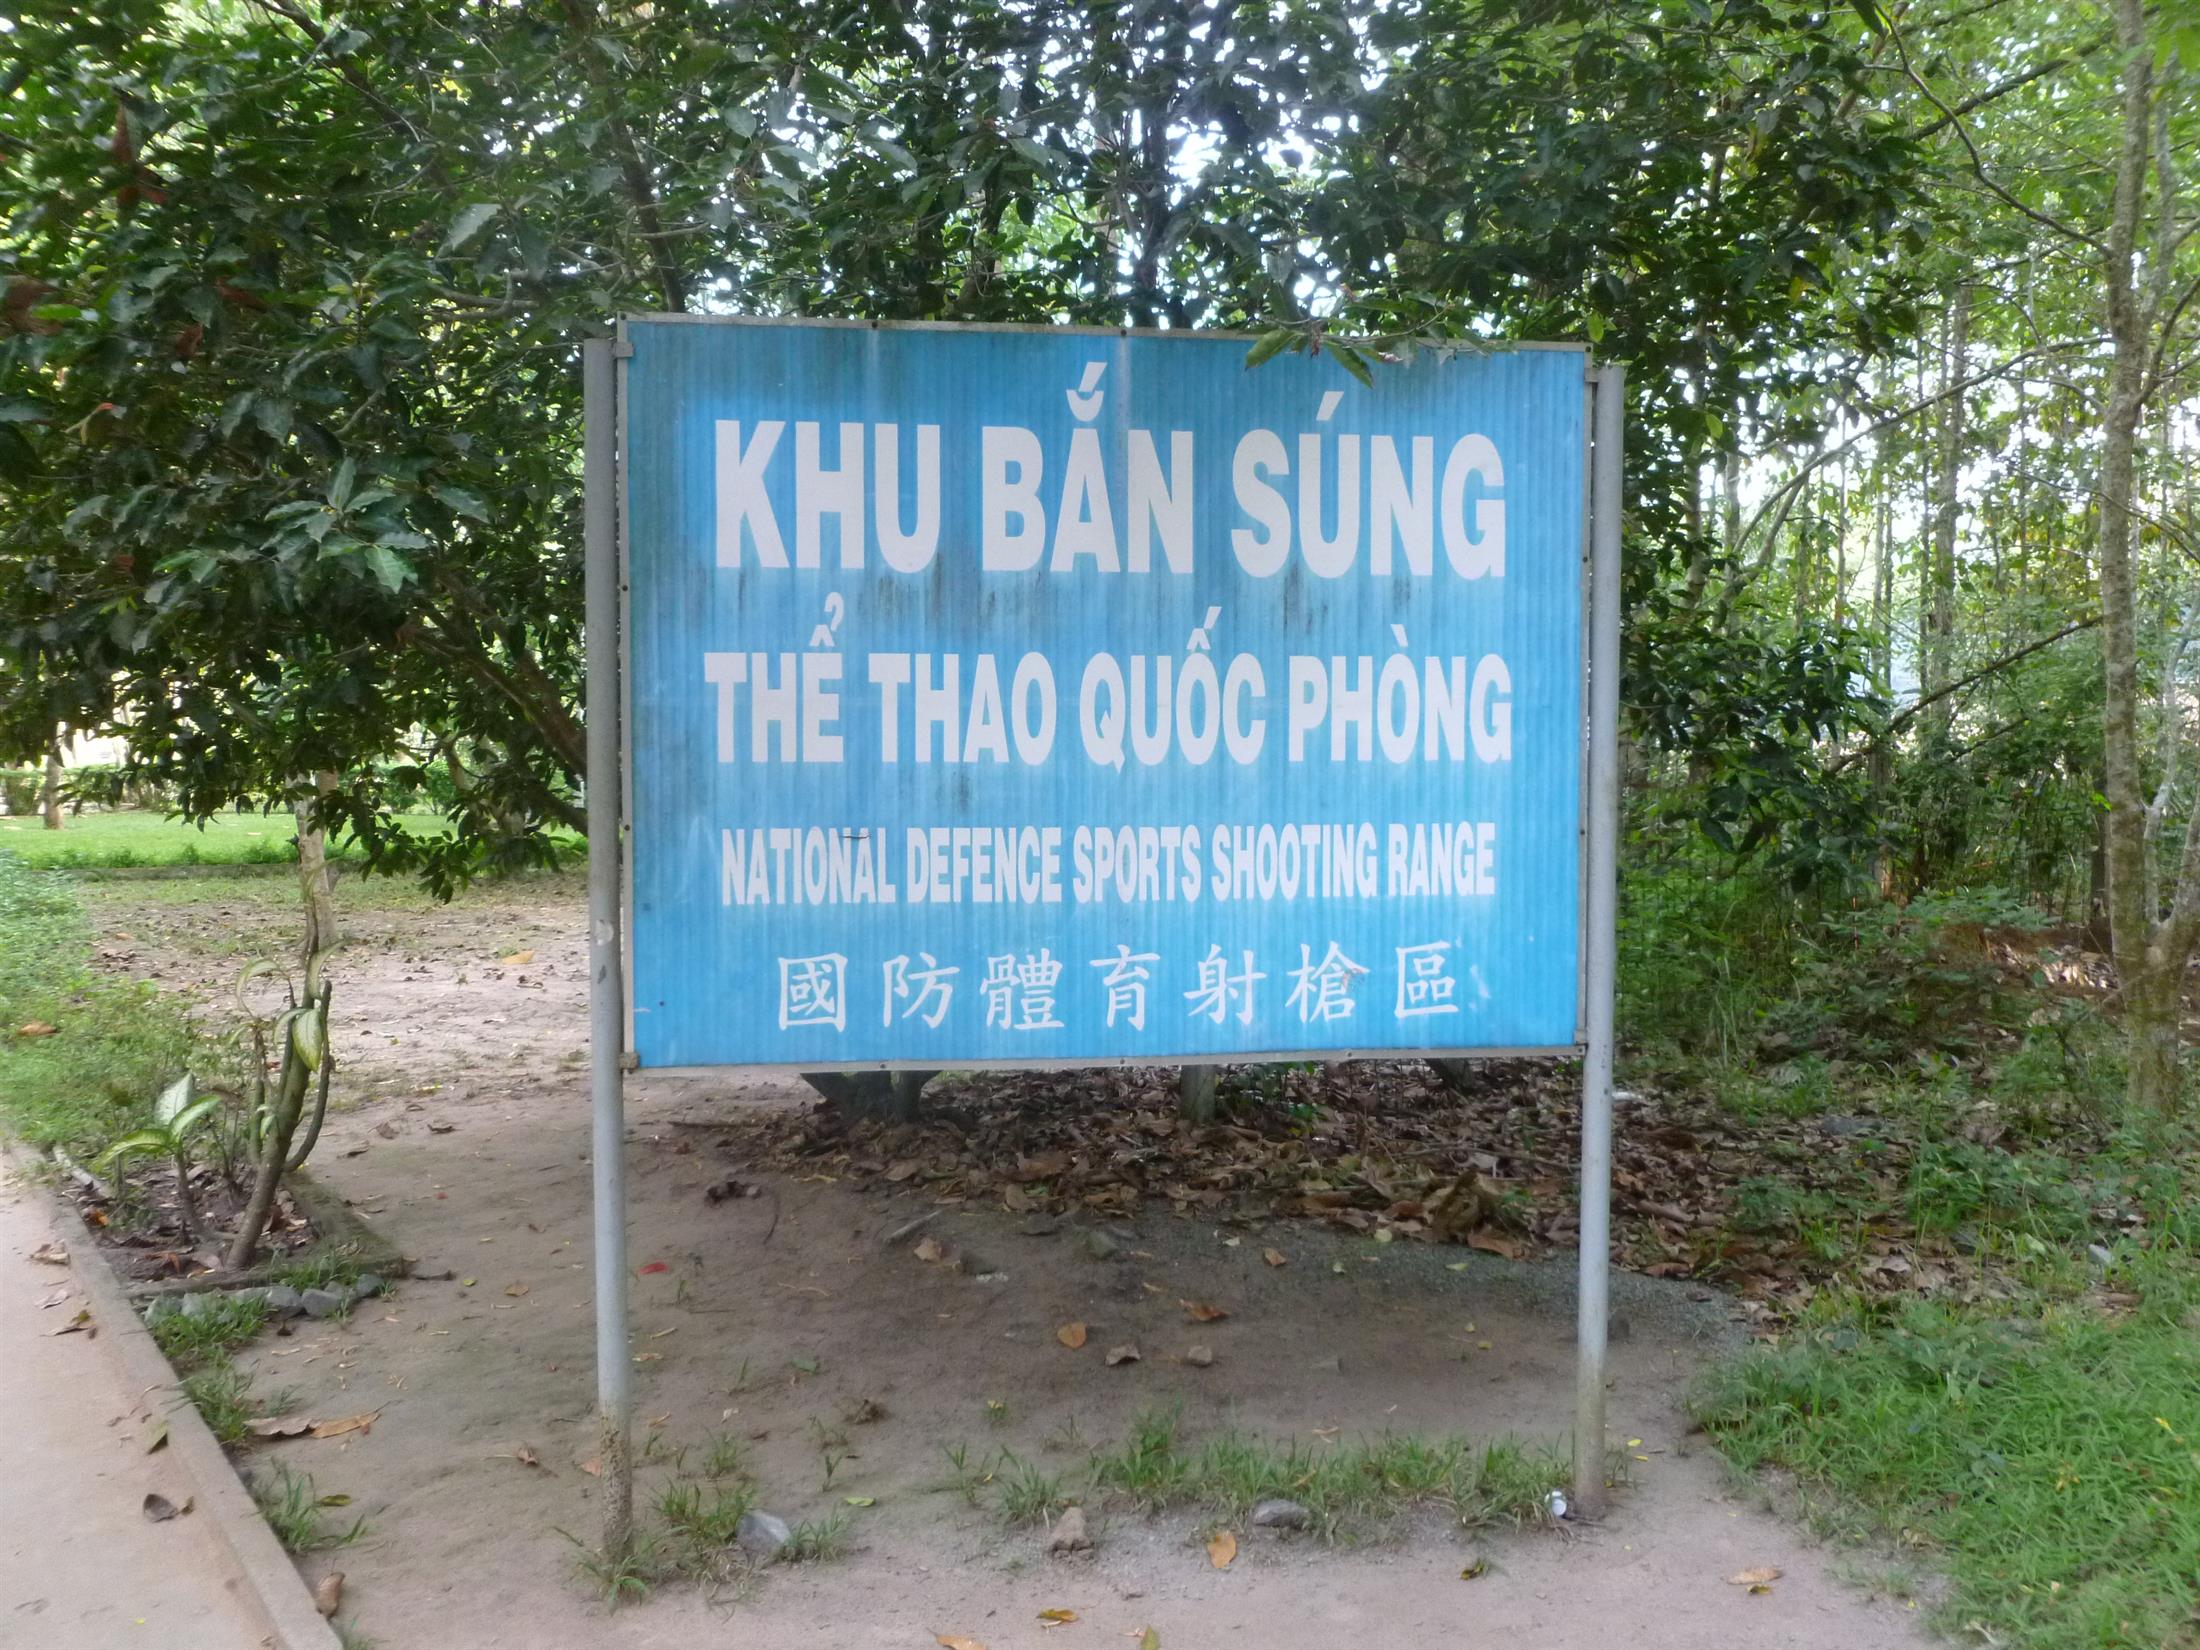 KHU BẮN SÚNG
THỂ THAO QUỐC PHÒNG
NATIONAL DEFENCE SPORTS SHOOTING RANGE
國防體育射槍區